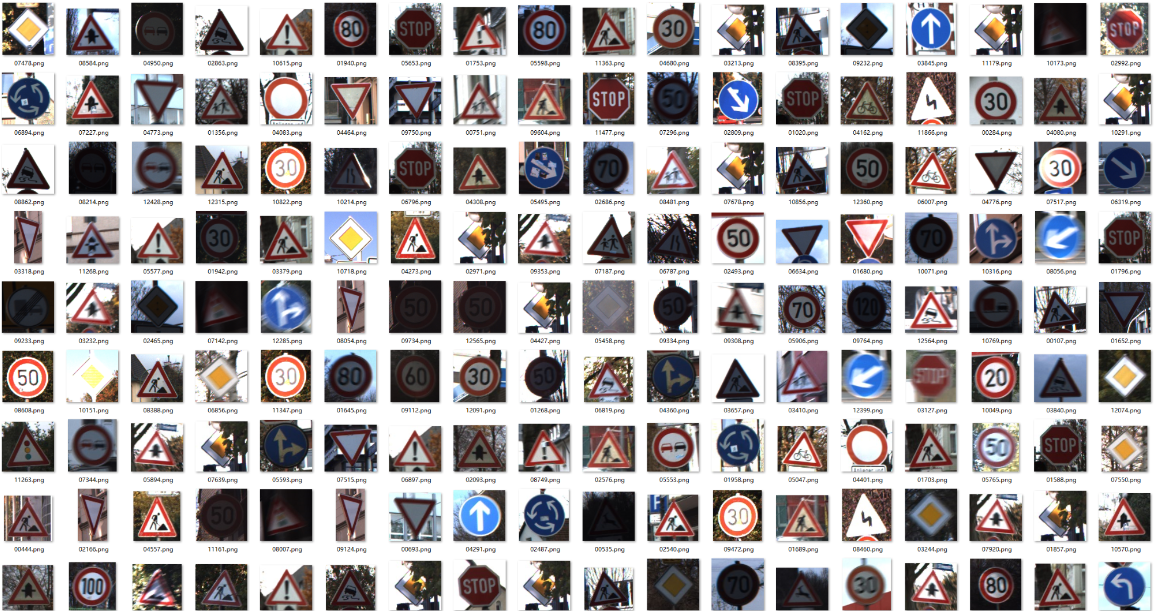 80 STOP 80 30 STOP
07478.png 08584.png 04950.png 02863.png 10615.png 01940.png 05653.png 01753.png 05598.png 11363.png 04680.png 03213.png 08395.png 09232.png 03845.png 11179.png 10173.png 02992.png
STOP 50 STOP 30
06894.png 07227.png 04773.png 01356.png 04083.png 04464.png 09750.png 00751.png 09604.png 11477.png 07296.png 02809.png 01020.png 04162.png 11866.png 00284.png 04080.png 10291.png
30 STOP 70 50 30
00862.png 08214.png 12428.png 12315.png 10822.png 10214.png 06796.png 04308.png 05495.png 02686.png 08481.png 07678.png 10856.png 12360.png 06007.png 04776.png 07517.png 06319.png
30 50 70 STOP
03318.png 11268.png 05577.png 01942.png 03379.png 10718.png 04273.png 02971.png 09353.png 07187.png 06787.png 02493.png 06634.png 01680.png 10071.png 10316.png 08056.png 01796.png
50 50 50 70 120
09233.png 03232.png 02465.png 07142.png 12285.png 08054.png 09734.png 12565.png 04427.png 05458.png 09334.png 09308.png 05906.png 09764.png 12564.png 10769.png 00107.png 01652.png
50 30 80 60 30 50 STOP 20
08608.png 10151.png 08388.png 06856.png 11347.png 01645.png 09112.png 12091.png 01268.png 06819.png 04360.png 03657.png 03410.png 12399.png 03127.png 10049.png 03840.png 12074.png
50 STOP
11263.png 07344.png 05894.png 07639.png 05593.png 07515.png 06897.png 02093.png 08749.png 02576.png 05553.png 01958.png 05047.png 04401.png 01703.png 05765.png 01588.png 07550.png
50 30
00444.png 02166.png 04557.png 11161.png 08007.png 09124.png 00693.png 04291.png 02487.png 00535.png 02540.png 09472.png 01689.png 08460.png 03244.png 07920.png 01857.png 10570.png
100 STOP 70 30 80